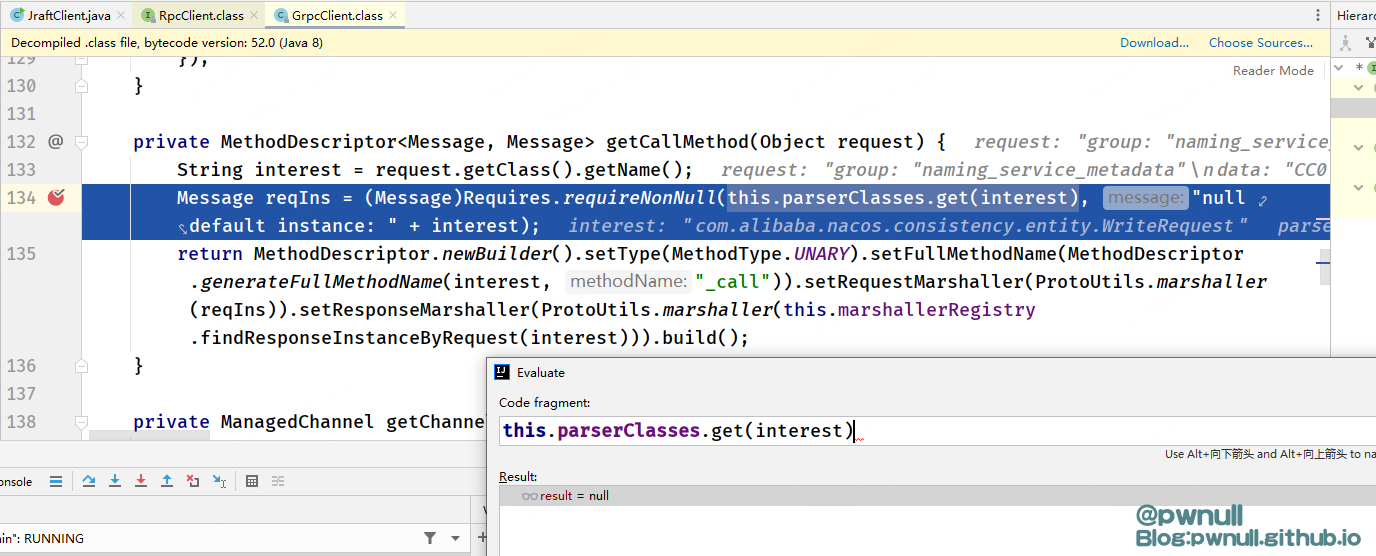 JraftClient.java
RpcClient.class
GrpcClient.class
Hierarc
Decompiled .class file, bytecode version: 52.0 (Java 8)
Download...
Choose Sources...
Reader Mode
129 });
130 }
131
132 @ private MethodDescriptor<Message, Message> getCallMethod(Object request) { request: "group: "naming_service_
133 String interest = request.getClass().getName(); request: "group: "naming_service_metadata"\ndata: "CC0
134 Message reqIns = (Message)Requires.requireNonNull(this.parserClasses.get(interest), message: "null
default instance: " + interest); interest: "com.alibaba.nacos.consistency.entity.WriteRequest" parse
135 return MethodDescriptor.newBuilder().setType(MethodType.UNARY).setFullMethodName(MethodDescriptor
.generateFullMethodName(interest, methodName: "_call")).setRequestMarshaller(ProtoUtils.marshaller
(reqIns)).setResponseMarshaller(ProtoUtils.marshaller(this.marshallerRegistry
.findResponseInstanceByRequest(interest))).build();
136 }
137
138 private ManagedChannel getChannel
Evaluate
Code fragment:
this.parserClasses.get(interest)
Use Alt+向下箭头 and Alt+向上箭头 to na
onsole
Result:
oo result = null
in": RUNNING
@pwnull
Blog:pwnull.github.io